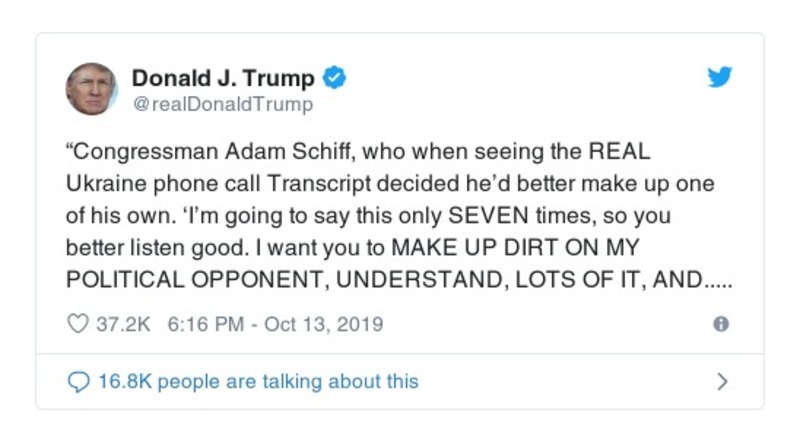 Donald J. Trump
@realDonaldTrump
“Congressman Adam Schiff, who when seeing the REAL
Ukraine phone call Transcript decided he’d better make up one
of his own. ‘I’m going to say this only SEVEN times, so you
better listen good. I want you to MAKE UP DIRT ON MY
POLITICAL OPPONENT, UNDERSTAND, LOTS OF IT, AND.....
37.2K 6:16 PM - Oct 13, 2019
16.8K people are talking about this